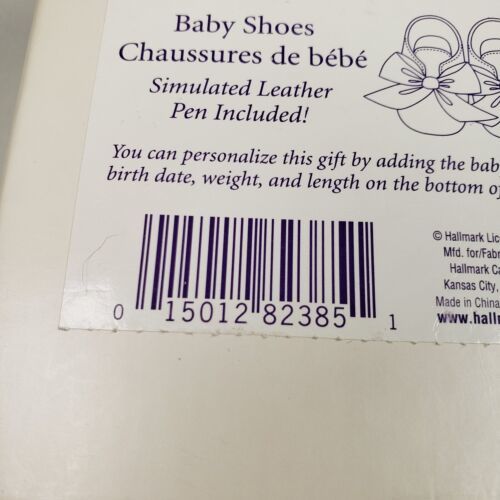 Baby Shoes
Chaussures de bébé
Simulated Leather
Pen Included!
You can personalize this gift by adding the bab
birth date, weight, and length on the bottom of
© Hallmark Lice
Mfd. for/Fabr
Hallmark Ca
Kansas City,
Made in China
www.hallm
0 15012 82385 1